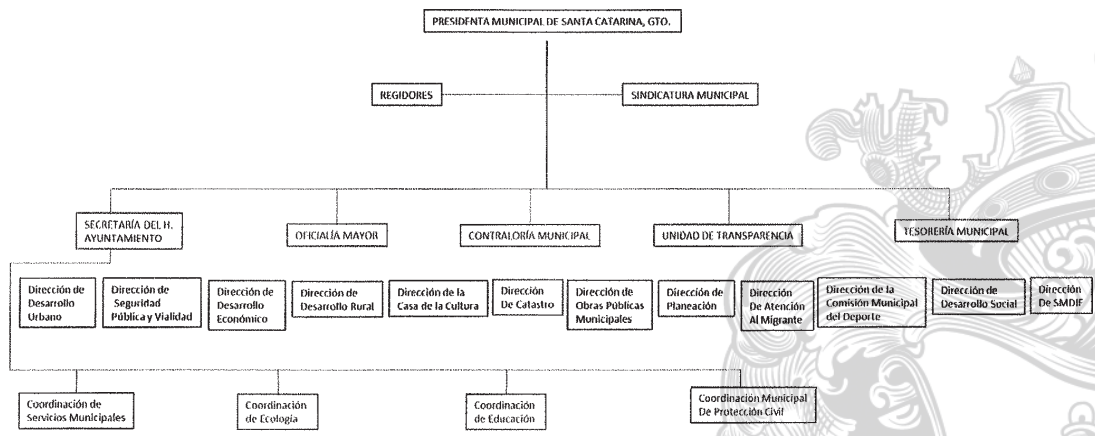 PRESIDENTA MUNICIPAL DE SANTA CATARINA, GTO.
REGIDORES
SINDICATURA MUNICIPAL
SECRETARÍA DEL H.
AYUNTAMIENTO
OFICIALÍA MAYOR
CONTRALORÍA MUNICIPAL
UNIDAD DE TRANSPARENCIA
TESORERÍA MUNICIPAL
Dirección de
Desarrollo
Urbano
Dirección de
Seguridad
Pública y Vialidad
Dirección de
Desarrollo
Económico
Dirección de
Desarrollo Rural
Dirección de la
Casa de la Cultura
Dirección
De Catastro
Dirección de
Obras Públicas
Municipales
Dirección de
Planeación
Dirección
De Atención
Al Migrante
Dirección de la
Comisión Municipal
del Deporte
Dirección de
Desarrollo Social
Dirección
De SMDIF
Coordinación de
Servicios Municipales
Coordinación
de Ecología
Coordinación
de Educación
Coordinación Municipal
De Protección Civil